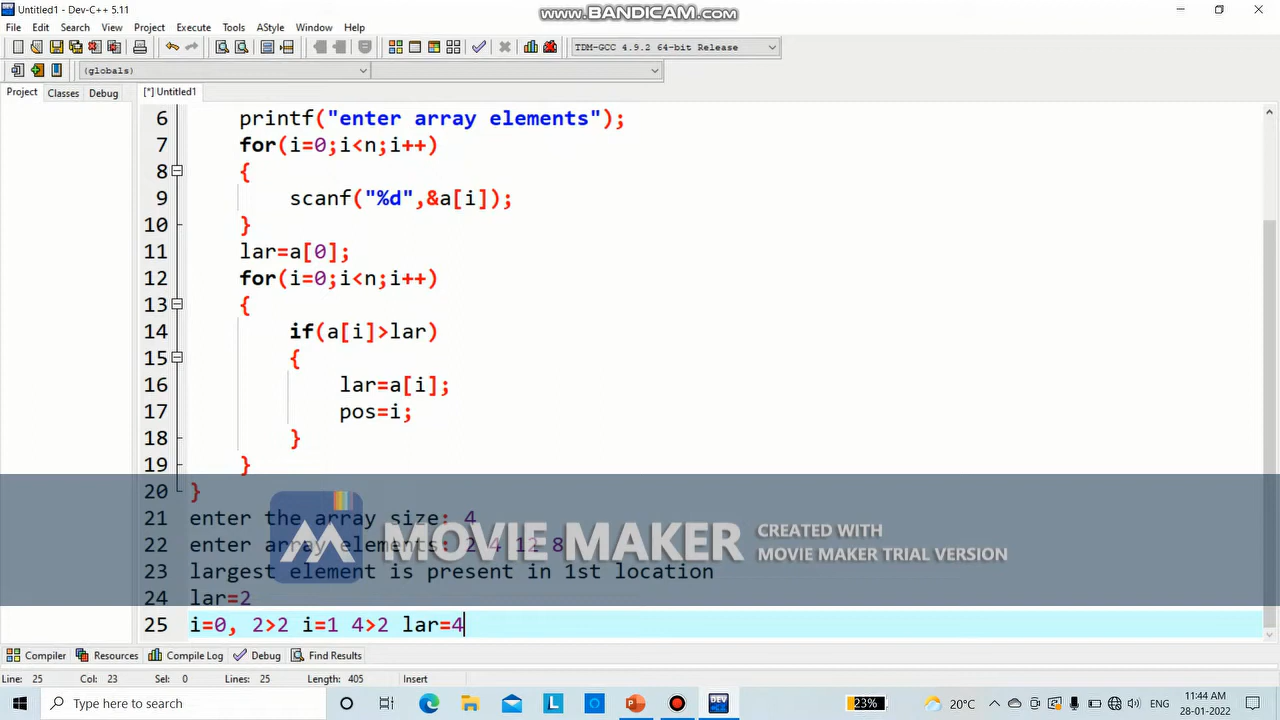 Untitled1 - Dev-C++ 5.11
www.BANDICAM.com
File Edit Search View Project Execute Tools AStyle Window Help
TDM-GCC 4.9.2 64-bit Release
(globals)
Project Classes Debug
[*] Untitled1
6 printf("enter array elements");
7 for(i=0;i<n;i++)
8 {
9 scanf("%d",&a[i]);
10 }
11 lar=a[0];
12 for(i=0;i<n;i++)
13 {
14 if(a[i]>lar)
15 {
16 lar=a[i];
17 pos=i;
18 }
19 }
20 }
21 enter the array size: 4
22 enter array elements: 2 4 12 8
MOVIE MAKER
CREATED WITH
MOVIE MAKER TRIAL VERSION
23 largest element is present in 1st location
24 lar=2
25 i=0, 2>2 i=1 4>2 lar=4
Compiler Resources Compile Log Debug Find Results
Line: 25 Col: 23 Sel: 0 Lines: 25 Length: 405 Insert
Type here to search
L
23%
20°C
ENG
11:44 AM
28-01-2022